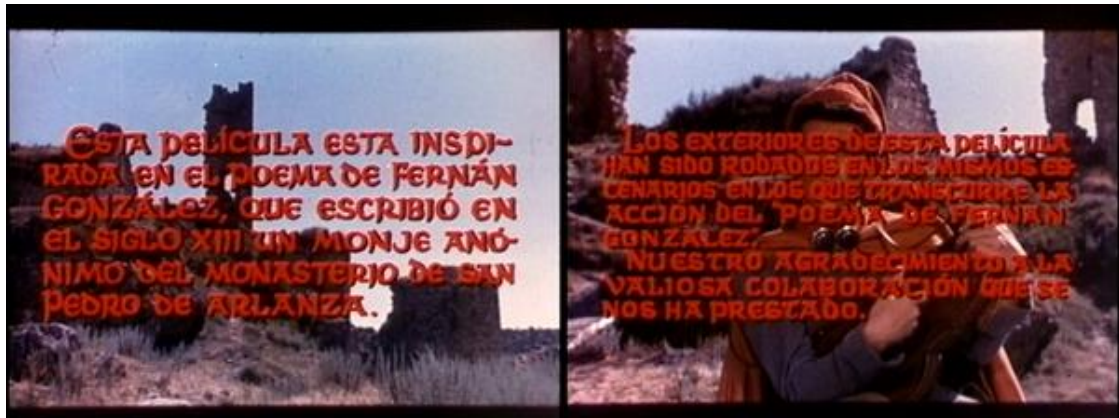 ESTA PELÍCULA ESTA INSPI-
RADA EN EL POEMA DE FERNÁN
GONZÁLEZ, QUE ESCRIBIÓ EN
EL SIGLO XIII UN MONJE ANÓ-
NIMO DEL MONASTERIO DE SAN
PEDRO DE ARLANZA.
LOS EXTERIORES DE ESTA PELÍCULA
HAN SIDO RODADOS EN LOS MISMOS ES-
CENARIOS EN LOS QUE TRANSCURRE LA
ACCIÓN DEL "POEMA DE FERNAN
GONZALEZ".
NUESTRO AGRADECIMIENTO A LA
VALIOSA COLABORACIÓN QUE SE
NOS HA PRESTADO.